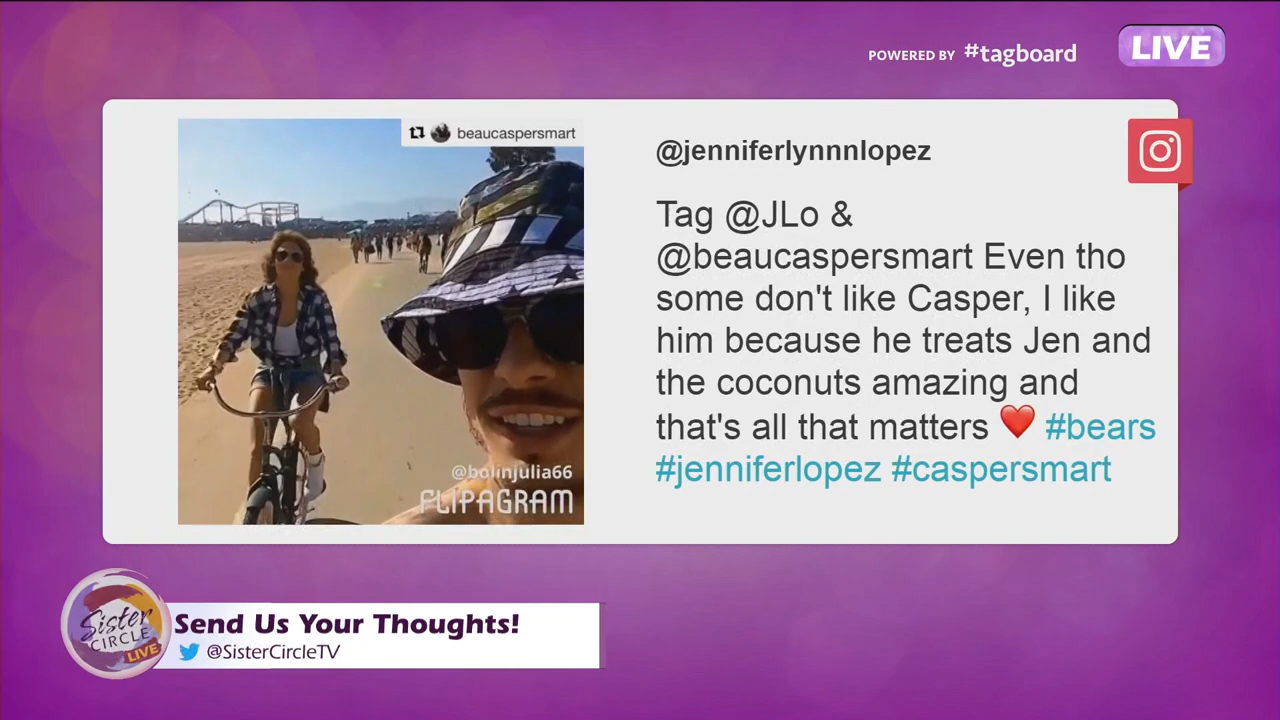 POWERED BY #tagboard
LIVE
beaucaspersmart
@bolinjulia66
FLIPAGRAM
@jenniferlynnnlopez
Tag @JLo &
@beaucaspersmart Even tho
some don't like Casper, I like
him because he treats Jen and
the coconuts amazing and
that's all that matters ❤️ #bears
#jenniferlopez #caspersmart
Sister
CIRCLE
LIVE
Send Us Your Thoughts!
@SisterCircleTV